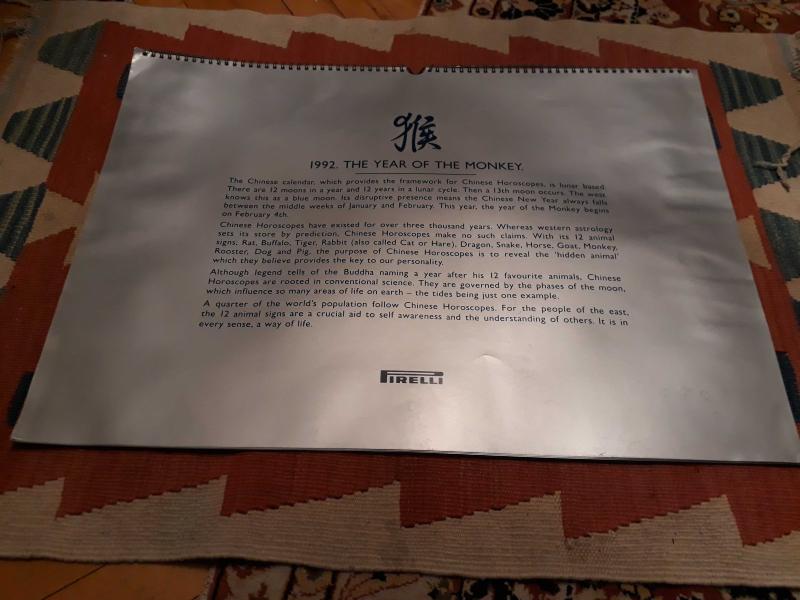 猴
1992. THE YEAR OF THE MONKEY.
The Chinese calendar, which provides the framework for Chinese Horoscopes, is lunar based.
There are 12 moons in a year and 12 years in a lunar cycle. Then a 13th moon occurs. The west
knows this as a blue moon. Its disruptive presence means the Chinese New Year always falls
between the middle weeks of January and February. This year, the year of the Monkey begins
on February 4th.
Chinese Horoscopes have existed for over three thousand years. Whereas western astrology
sets its store by prediction, Chinese Horoscopes make no such claims. With its 12 animal
signs; Rat, Buffalo, Tiger, Rabbit (also called Cat or Hare), Dragon, Snake, Horse, Goat, Monkey,
Rooster, Dog and Pig, the purpose of Chinese Horoscopes is to reveal the 'hidden animal'
which they believe provides the key to our personality.
Although legend tells of the Buddha naming a year after his 12 favourite animals, Chinese
Horoscopes are rooted in conventional science. They are governed by the phases of the moon,
which influence so many areas of life on earth – the tides being just one example.
A quarter of the world's population follow Chinese Horoscopes. For the people of the east,
the 12 animal signs are a crucial aid to self awareness and the understanding of others. It is in
every sense, a way of life.
PIRELLI